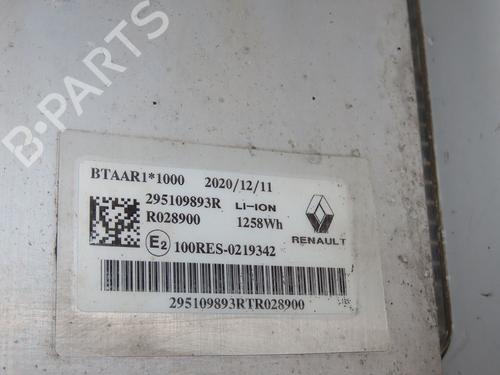 B-PARTS
BTAAR1*1000 2020/12/11
295109893R LI-ION
R028900 1258Wh
RENAULT
E2 100RES-0219342
295109893RTR028900